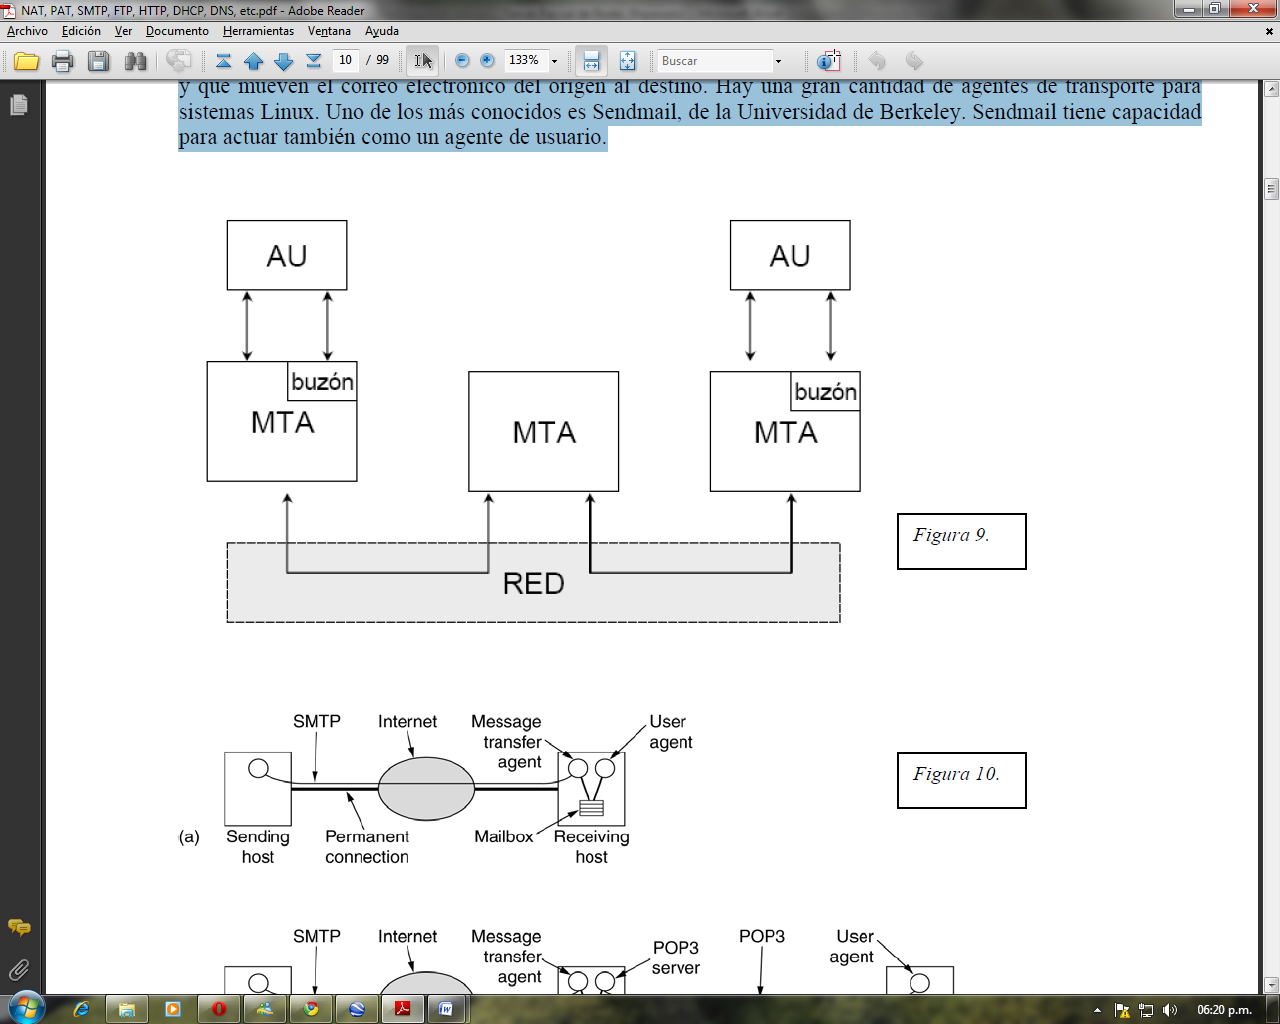 NAT, PAT, SMTP, FTP, HTTP, DHCP, DNS, etc.pdf - Adobe Reader
Archivo Edición Ver Documento Herramientas Ventana Ayuda
10 / 99 133% Buscar
y que mueven el correo electrónico del origen al destino. Hay una gran cantidad de agentes de transporte para
sistemas Linux. Uno de los más conocidos es Sendmail, de la Universidad de Berkeley. Sendmail tiene capacidad
para actuar también como un agente de usuario.
AU AU
buzón buzón
MTA MTA MTA
Figura 9.
RED
SMTP Internet Message transfer agent User agent
Figura 10.
(a) Sending host Permanent connection Mailbox Receiving host
SMTP Internet Message transfer agent POP3 server POP3 User agent
06:20 p.m.